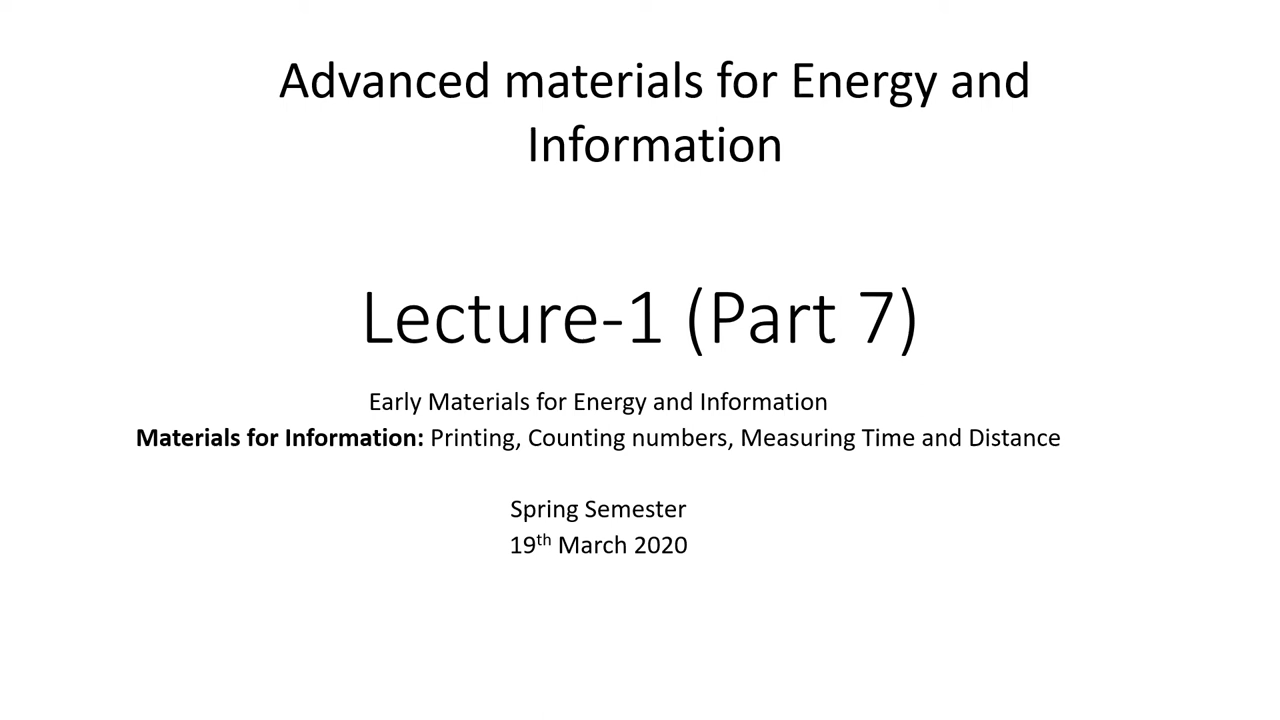 Advanced materials for Energy and
Information
Lecture-1 (Part 7)
Early Materials for Energy and Information
Materials for Information: Printing, Counting numbers, Measuring Time and Distance
Spring Semester
19th March 2020